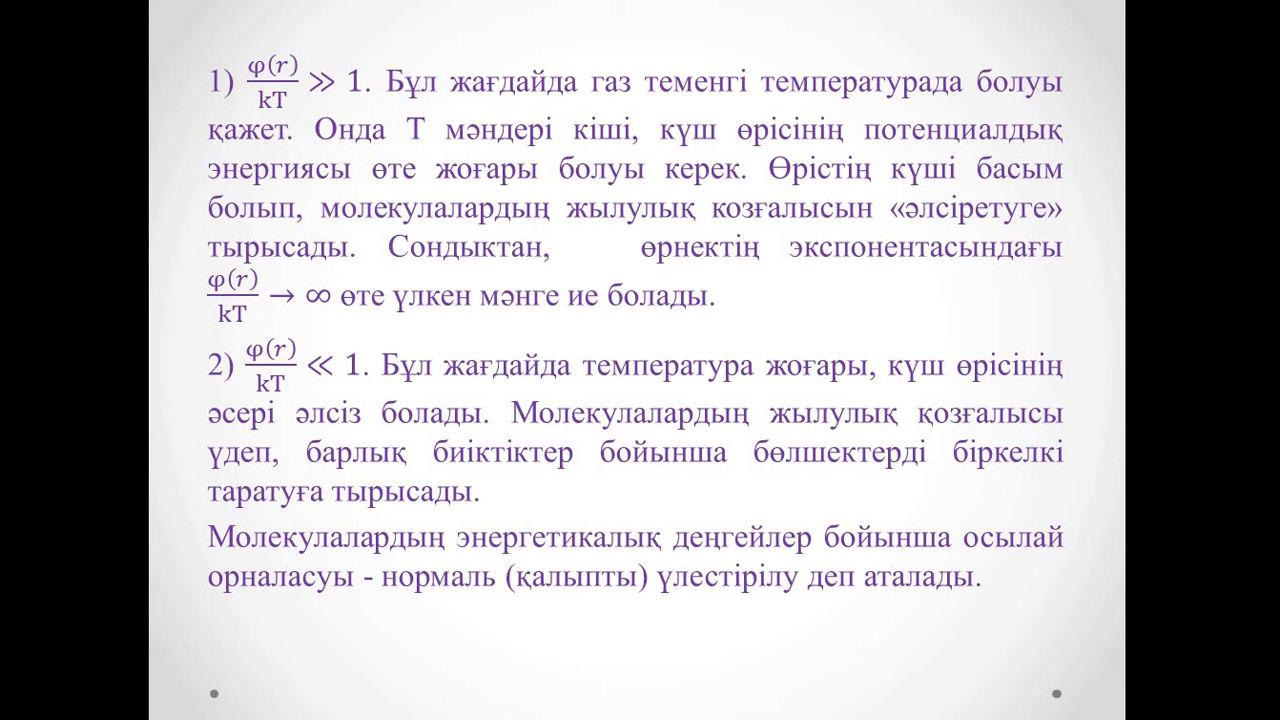 1) φ(r)/kT ≫ 1. Бұл жағдайда газ теменгі температурада болуы
қажет. Онда Т мәндері кіші, күш өрісінің потенциалдық
энергиясы өте жоғары болуы керек. Өрістің күші басым
болып, молекулалардың жылулық козғалысын «әлсіретуге»
тырысады. Сондыктан, өрнектің экспонентасындағы
φ(r)/kT → ∞ өте үлкен мәнге ие болады.
2) φ(r)/kT ≪ 1. Бұл жағдайда температура жоғары, күш өрісінің
әсері әлсіз болады. Молекулалардың жылулық қозғалысы
үдеп, барлық биіктіктер бойынша бөлшектерді біркелкі
таратуға тырысады.
Молекулалардың энергетикалық деңгейлер бойынша осылай
орналасуы - нормаль (қалыпты) үлестірілу деп аталады.